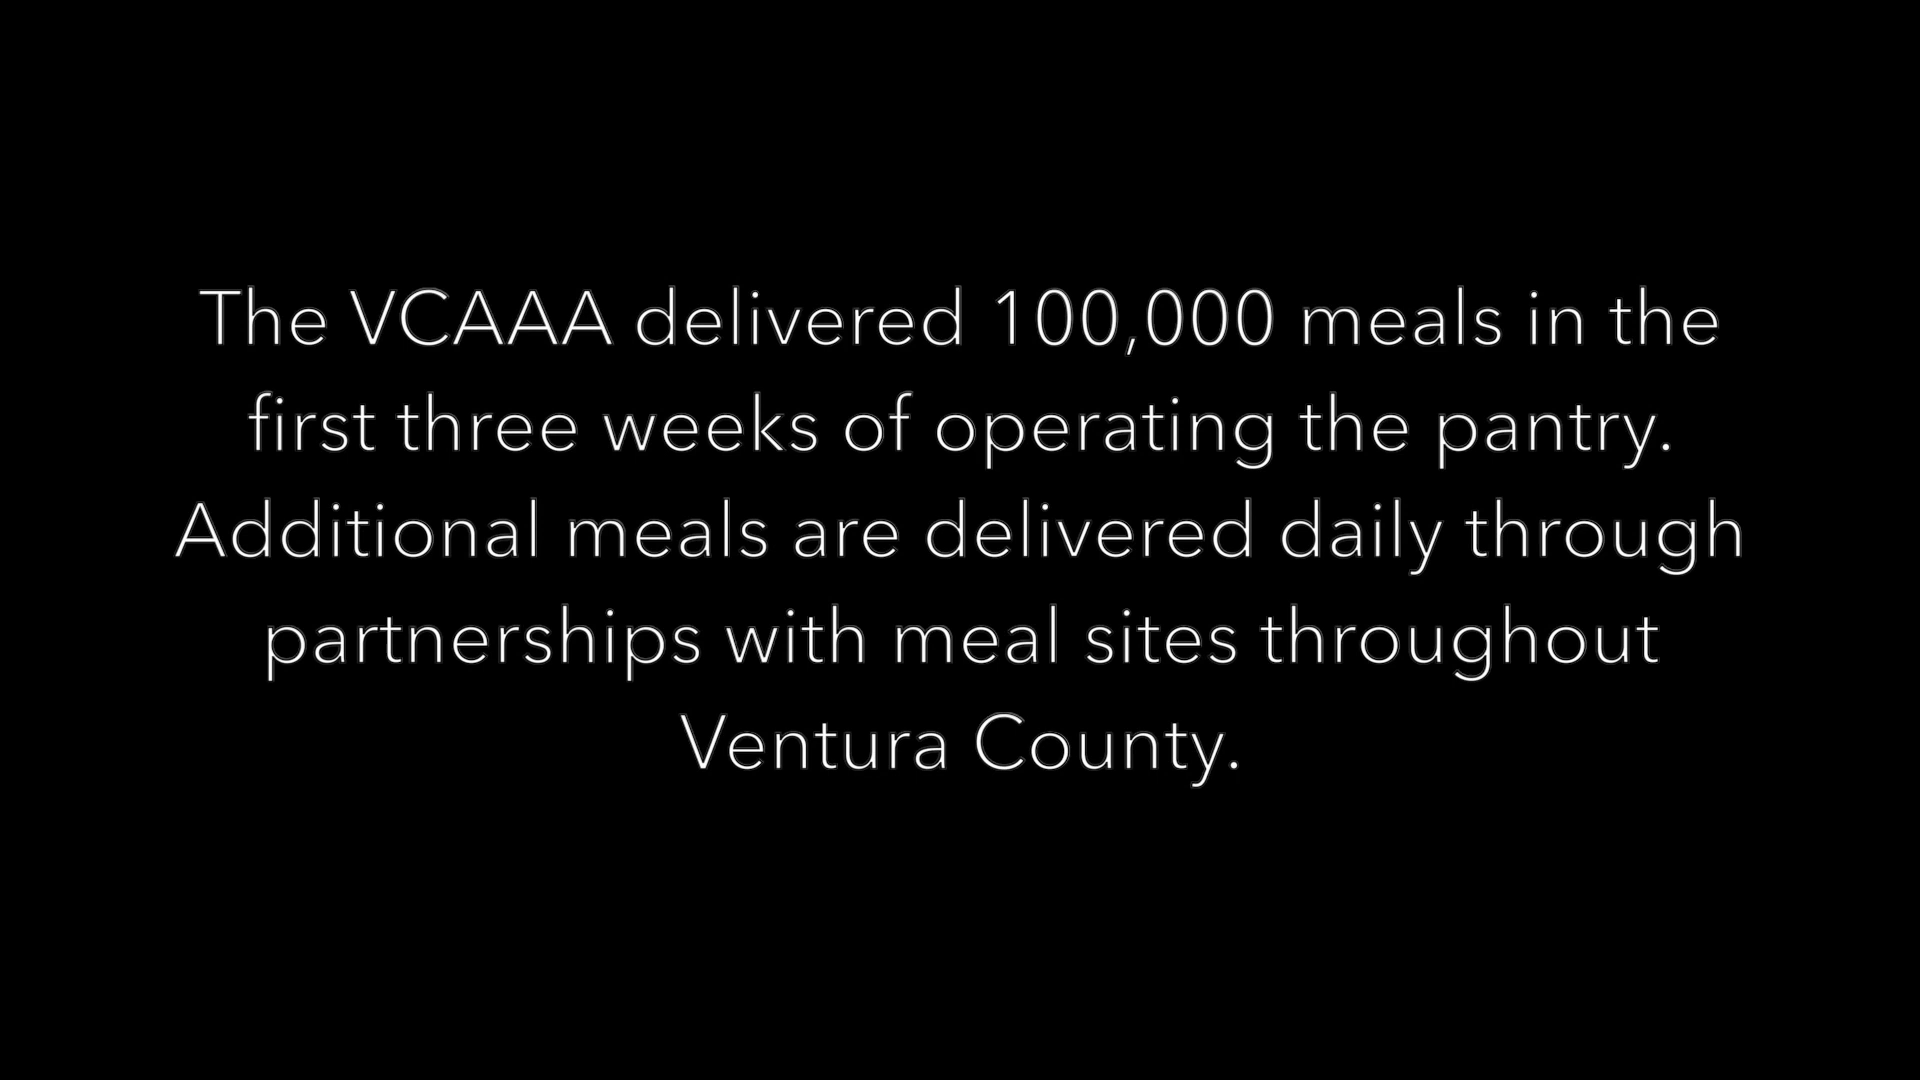 The VCAAA delivered 100,000 meals in the
first three weeks of operating the pantry.
Additional meals are delivered daily through
partnerships with meal sites throughout
Ventura County.